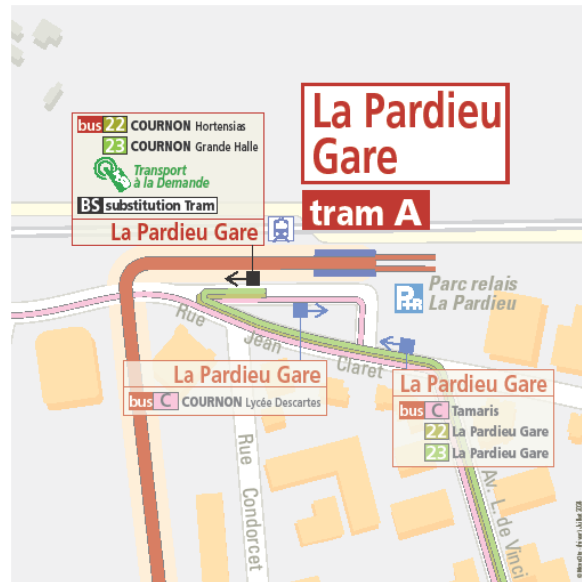 La Pardieu
Gare
tram A
bus 22 COURNON Hortensias
23 COURNON Grande Halle
Transport
à la Demande
BS substitution Tram
La Pardieu Gare
P+R Parc relais
La Pardieu
Rue Jean Claret
La Pardieu Gare
bus C COURNON Lycée Descartes
La Pardieu Gare
bus C Tamaris
22 La Pardieu Gare
23 La Pardieu Gare
Rue Condorcet
Av. L. de Vinci